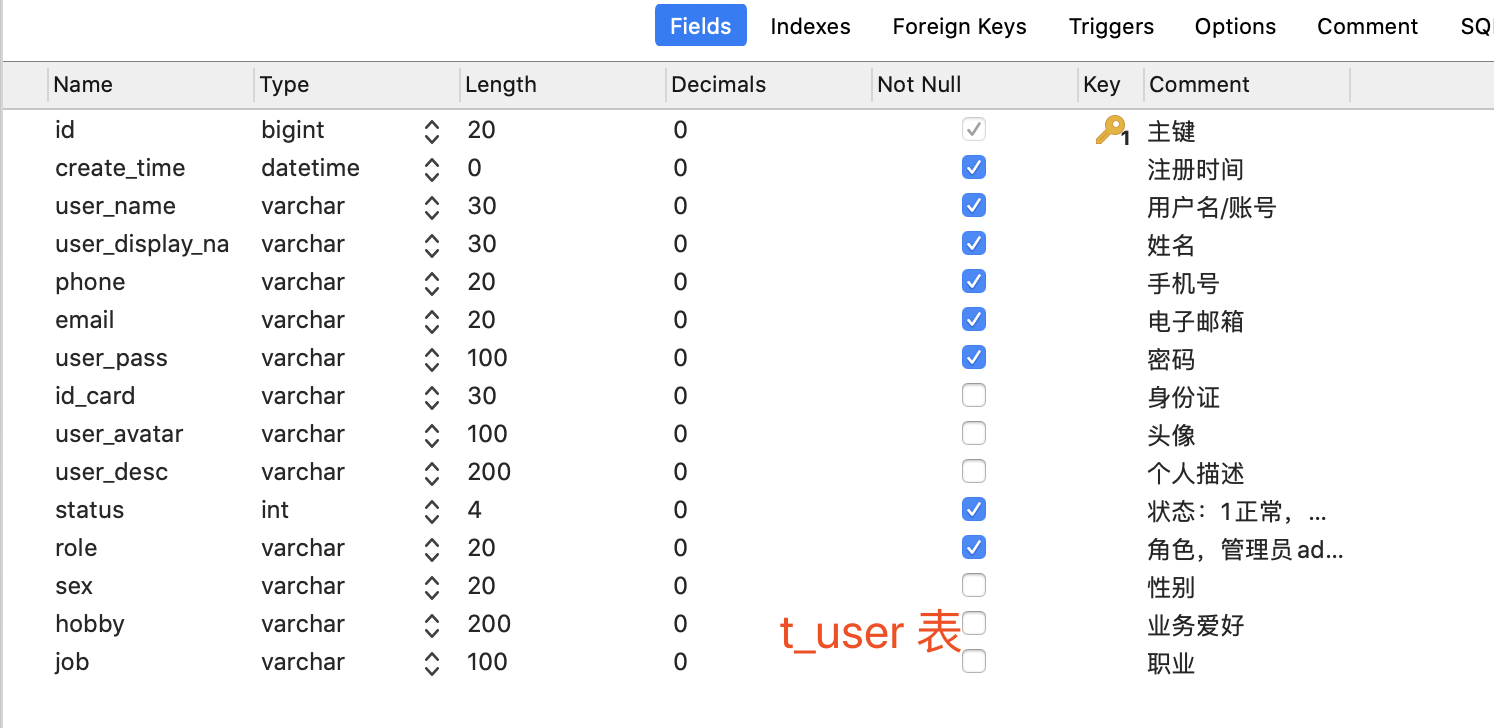 Fields Indexes Foreign Keys Triggers Options Comment SQ
Name Type Length Decimals Not Null Key Comment
id bigint 20 0 1 主键
create_time datetime 0 0 注册时间
user_name varchar 30 0 用户名/账号
user_display_na varchar 30 0 姓名
phone varchar 20 0 手机号
email varchar 20 0 电子邮箱
user_pass varchar 100 0 密码
id_card varchar 30 0 身份证
user_avatar varchar 100 0 头像
user_desc varchar 200 0 个人描述
status int 4 0 状态：1正常，...
role varchar 20 0 角色，管理员ad...
sex varchar 20 0 性别
hobby varchar 200 0 业务爱好
t_user 表
job varchar 100 0 职业